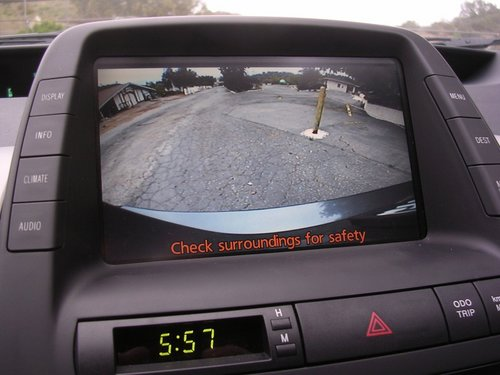 DISPLAY
INFO
CLIMATE
AUDIO
MENU
DEST
Check surroundings for safety
5:57
H
M
ODO
TRIP